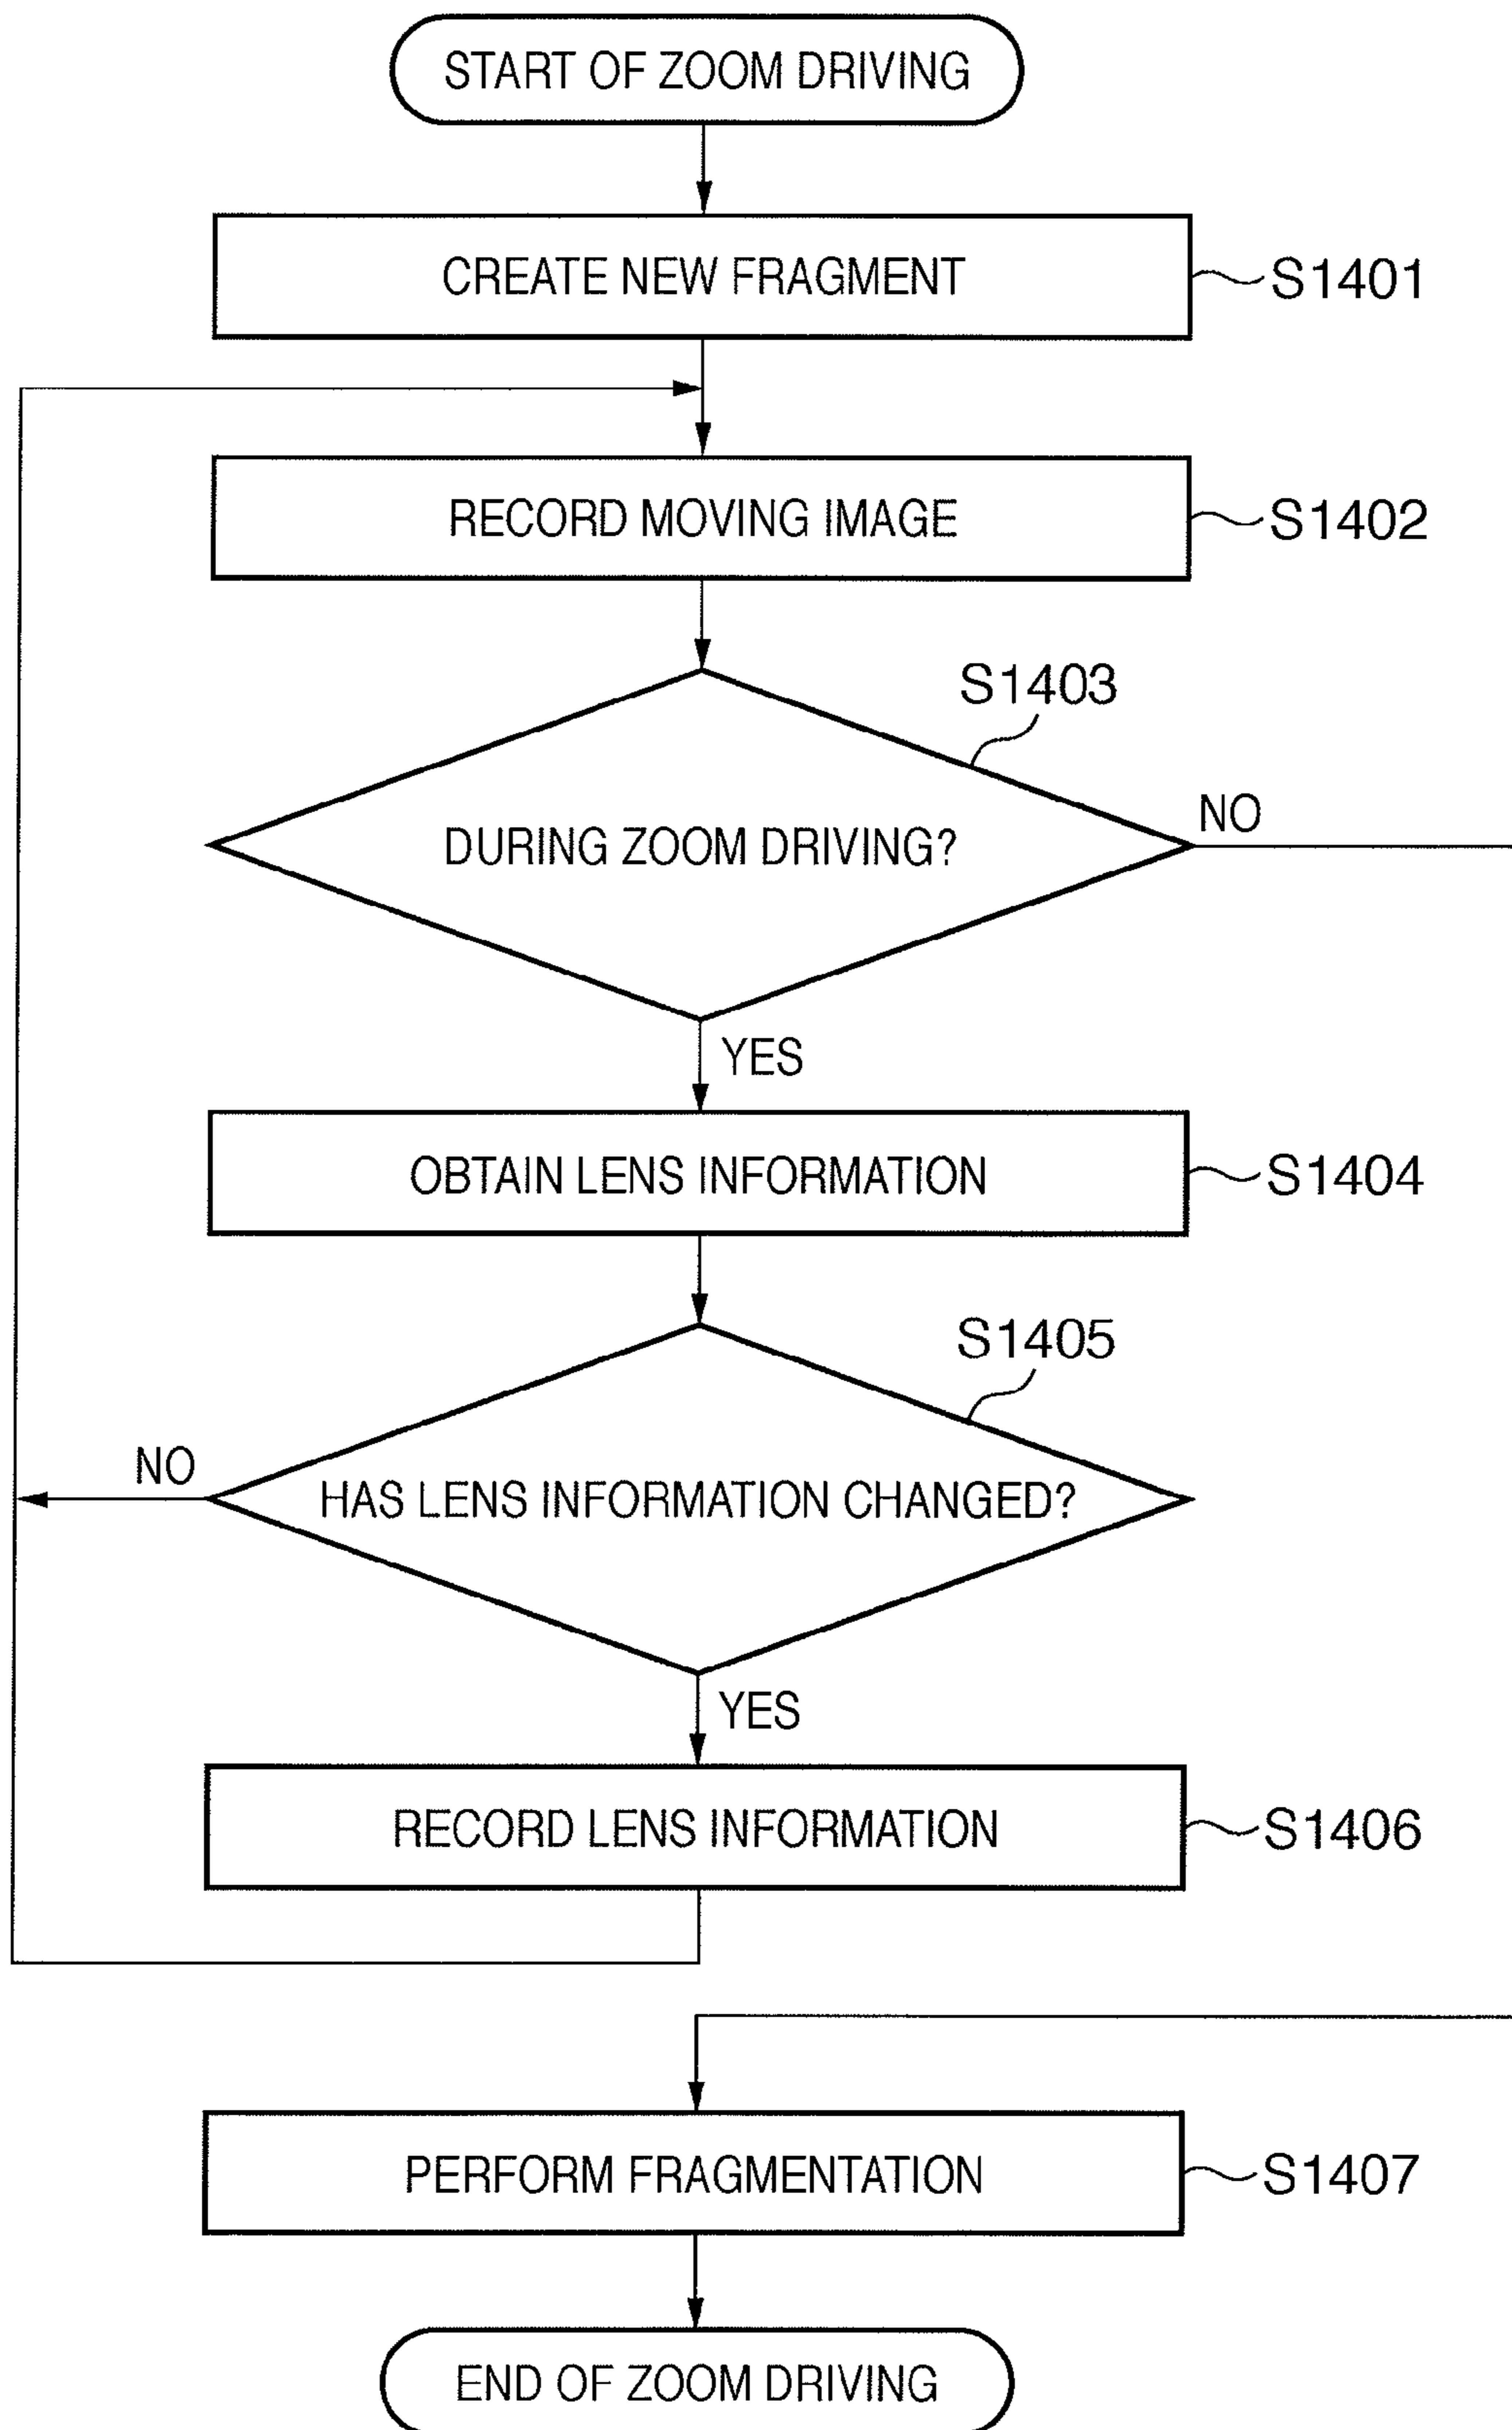 START OF ZOOM DRIVING
CREATE NEW FRAGMENT
S1401
RECORD MOVING IMAGE
S1402
S1403
DURING ZOOM DRIVING?
NO
YES
OBTAIN LENS INFORMATION
S1404
S1405
NO
HAS LENS INFORMATION CHANGED?
YES
RECORD LENS INFORMATION
S1406
PERFORM FRAGMENTATION
S1407
END OF ZOOM DRIVING